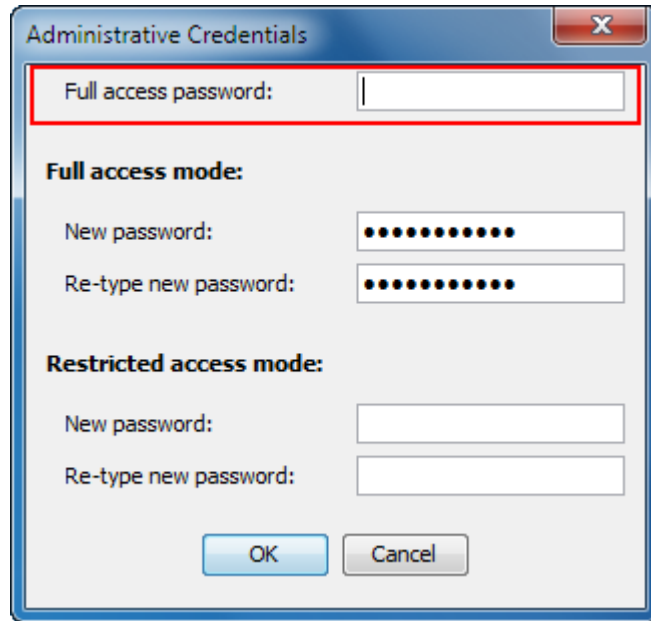 Administrative Credentials
Full access password:
Full access mode:
New password: •••••••••••
Re-type new password: •••••••••••
Restricted access mode:
New password:
Re-type new password:
OK Cancel